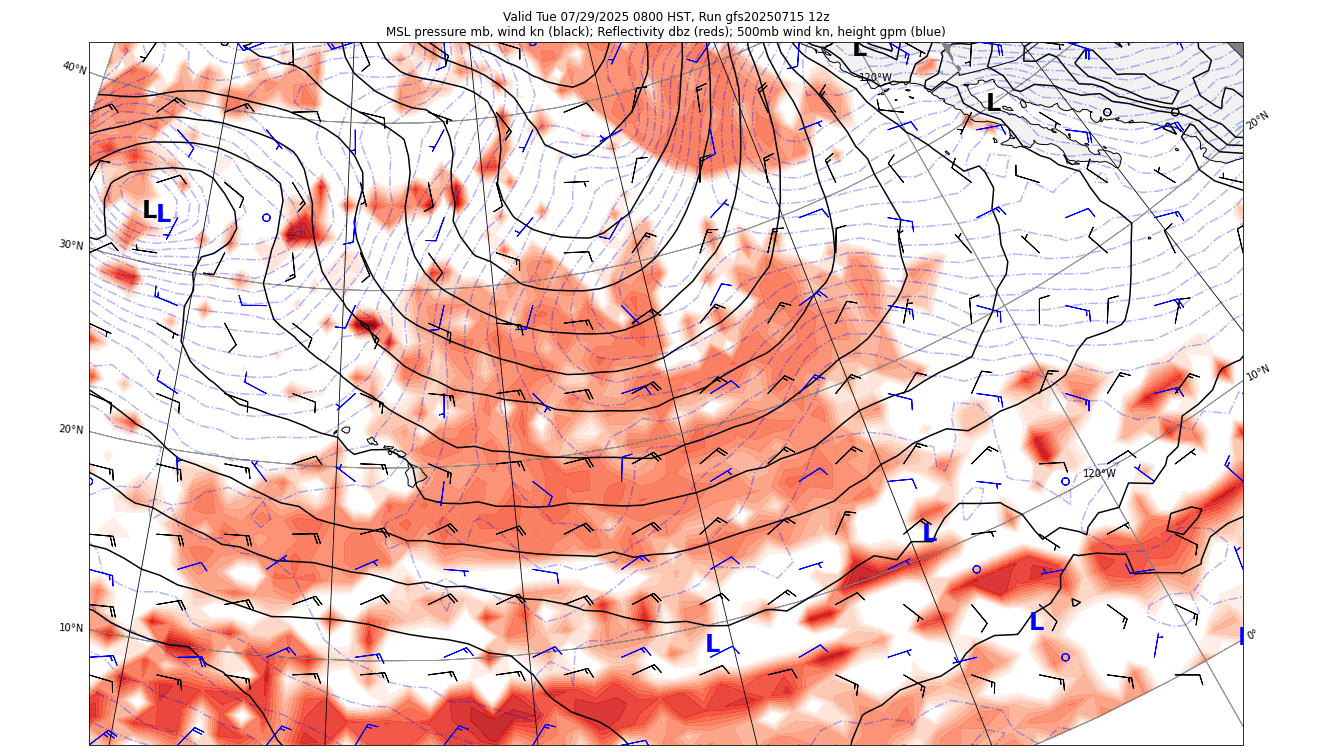 Valid Tue 07/29/2025 0800 HST, Run gfs20250715 12z
MSL pressure mb, wind kn (black); Reflectivity dbz (reds); 500mb wind kn, height gpm (blue)
L
40°N
120°W
L
20°N
L
L
30°N
10°N
20°N
120°W
L
10°N
L
0°
L